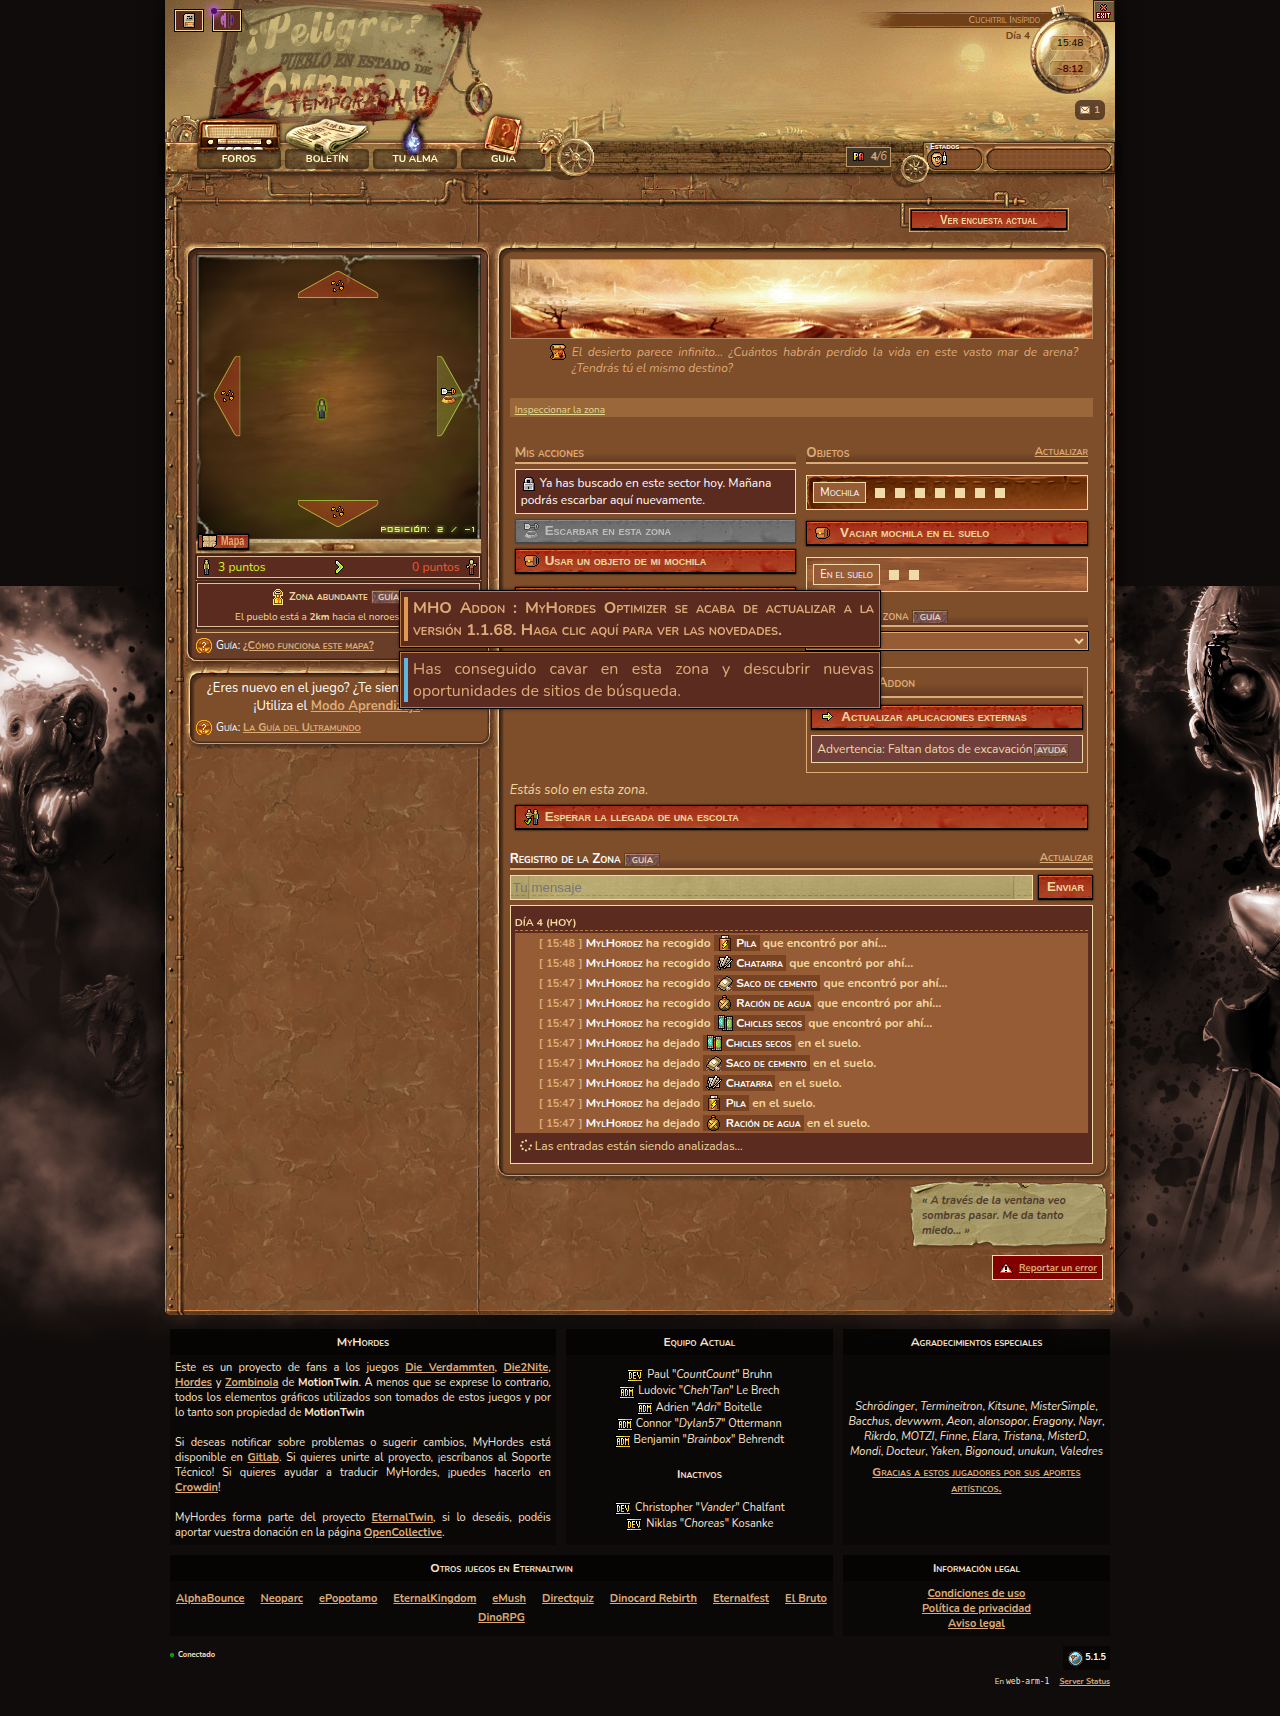 ¡Peligro!
PUEBLO EN ESTADO DE
TEMPORADA 19
Cuchitril Insípido
EXIT
Día 4
15:48
~8:12
1
FOROS
BOLETÍN
TU ALMA
GUIA
PA 4/6
Estados
Ver encuesta actual
El desierto parece infinito... ¿Cuántos habrán perdido la vida en este vasto mar de arena?
¿Tendrás tú el mismo destino?
Inspeccionar la zona
Mis acciones
Ya has buscado en este sector hoy. Mañana
podrás escarbar aquí nuevamente.
Escarbar en esta zona
Usar un objeto de mi mochila
Objetos
Actualizar
Mochila
Vaciar mochila en el suelo
En el suelo
zona GUÍA
Addon
Actualizar aplicaciones externas
Advertencia: Faltan datos de excavación AYUDA
POSICIÓN: 2 / -1
Mapa
3 puntos
0 puntos
Zona abundante GUÍA
El pueblo está a 2km hacia el noroes
Guía: ¿Cómo funciona este mapa?
MHO Addon : MyHordes Optimizer se acaba de actualizar a la
versión 1.1.68. Haga clic aquí para ver las novedades.
Has conseguido cavar en esta zona y descubrir nuevas
oportunidades de sitios de búsqueda.
¿Eres nuevo en el juego? ¿Te sien
¡Utiliza el Modo Aprendizaje!
Guía: La Guía del Ultramundo
Estás solo en esta zona.
Esperar la llegada de una escolta
Registro de la Zona GUÍA
Actualizar
Tu mensaje
Enviar
DÍA 4 (HOY)
[ 15:48 ] MylHordez ha recogido Pila que encontró por ahí...
[ 15:48 ] MylHordez ha recogido Chatarra que encontró por ahí...
[ 15:47 ] MylHordez ha recogido Saco de cemento que encontró por ahí...
[ 15:47 ] MylHordez ha recogido Ración de agua que encontró por ahí...
[ 15:47 ] MylHordez ha recogido Chicles secos que encontró por ahí...
[ 15:47 ] MylHordez ha dejado Chicles secos en el suelo.
[ 15:47 ] MylHordez ha dejado Saco de cemento en el suelo.
[ 15:47 ] MylHordez ha dejado Chatarra en el suelo.
[ 15:47 ] MylHordez ha dejado Pila en el suelo.
[ 15:47 ] MylHordez ha dejado Ración de agua en el suelo.
Las entradas están siendo analizadas...
« A través de la ventana veo
sombras pasar. Me da tanto
miedo... »
Reportar un error
MyHordes
Este es un proyecto de fans a los juegos Die Verdammten, Die2Nite,
Hordes y Zombinoia de MotionTwin. A menos que se exprese lo contrario,
todos los elementos gráficos utilizados son tomados de estos juegos y por
lo tanto son propiedad de MotionTwin
Si deseas notificar sobre problemas o sugerir cambios, MyHordes está
disponible en Gitlab. Si quieres unirte al proyecto, ¡escríbanos al Soporte
Técnico! Si quieres ayudar a traducir MyHordes, ¡puedes hacerlo en
Crowdin!
MyHordes forma parte del proyecto EternalTwin, si lo deseáis, podéis
aportar vuestra donación en la página OpenCollective.
Equipo Actual
DEV Paul "CountCount" Bruhn
ADM Ludovic "Cheh'Tan" Le Brech
ADM Adrien "Adri" Boitelle
ADM Connor "Dylan57" Ottermann
ADM Benjamin "Brainbox" Behrendt
Inactivos
DEV Christopher "Vander" Chalfant
DEV Niklas "Choreas" Kosanke
Agradecimientos especiales
Schrödinger, Termineitron, Kitsune, MisterSimple,
Bacchus, devwwm, Aeon, alonsopor, Eragony, Nayr,
Rikrdo, MOTZI, Finne, Elara, Tristana, MisterD,
Mondi, Docteur, Yaken, Bigonoud, unukun, Valedres
Gracias a estos jugadores por sus aportes
artísticos.
Otros juegos en Eternaltwin
AlphaBounce Neoparc ePopotamo EternalKingdom eMush Directquiz Dinocard Rebirth Eternalfest El Bruto
DinoRPG
Información legal
Condiciones de uso
Política de privacidad
Aviso legal
Conectado
5.1.5
En web-arm-1 Server Status